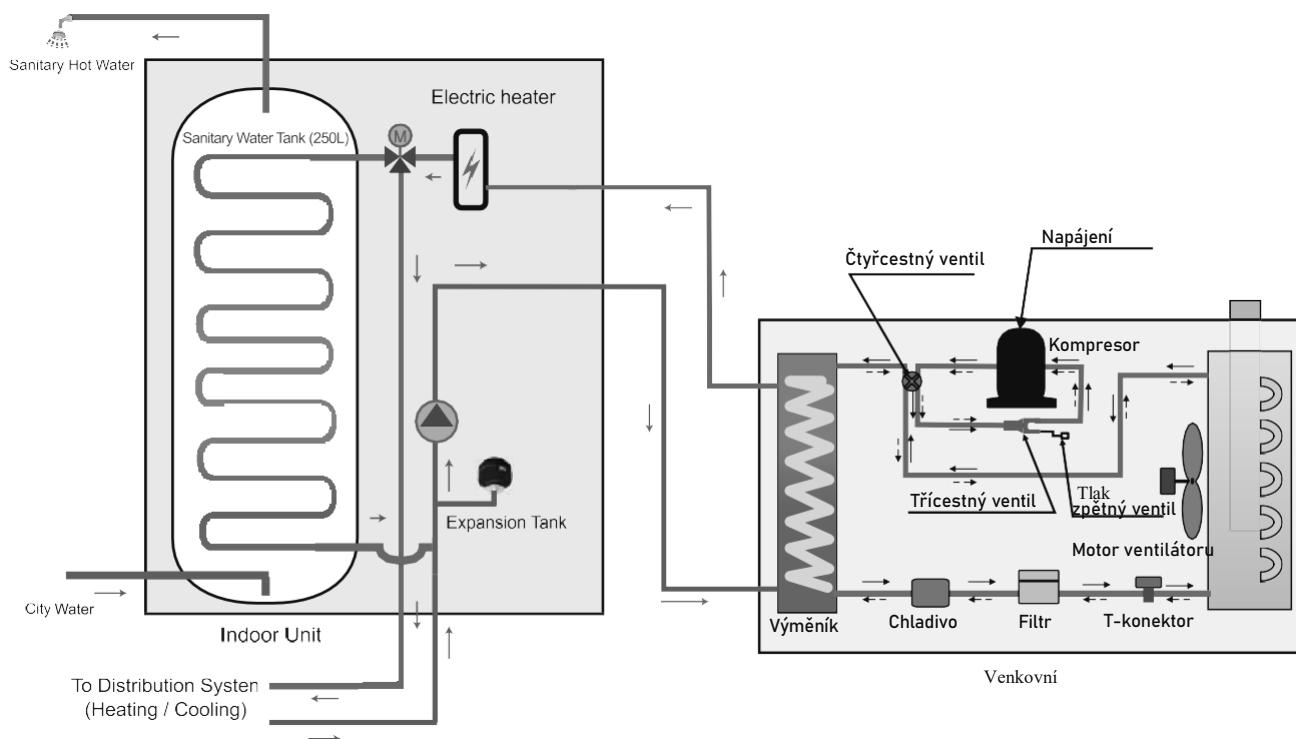 Sanitary Hot Water
Electric heater
M
Sanitary Water Tank (250L)
Expansion Tank
City Water
Indoor Unit
To Distribution Systen
(Heating / Cooling)
Napájení
Čtyřcestný ventil
Kompresor
Třícestný ventil
Tlak
zpětný ventil
Motor ventilátoru
Výměník
Chladivo
Filtr
T-konektor
Venkovní